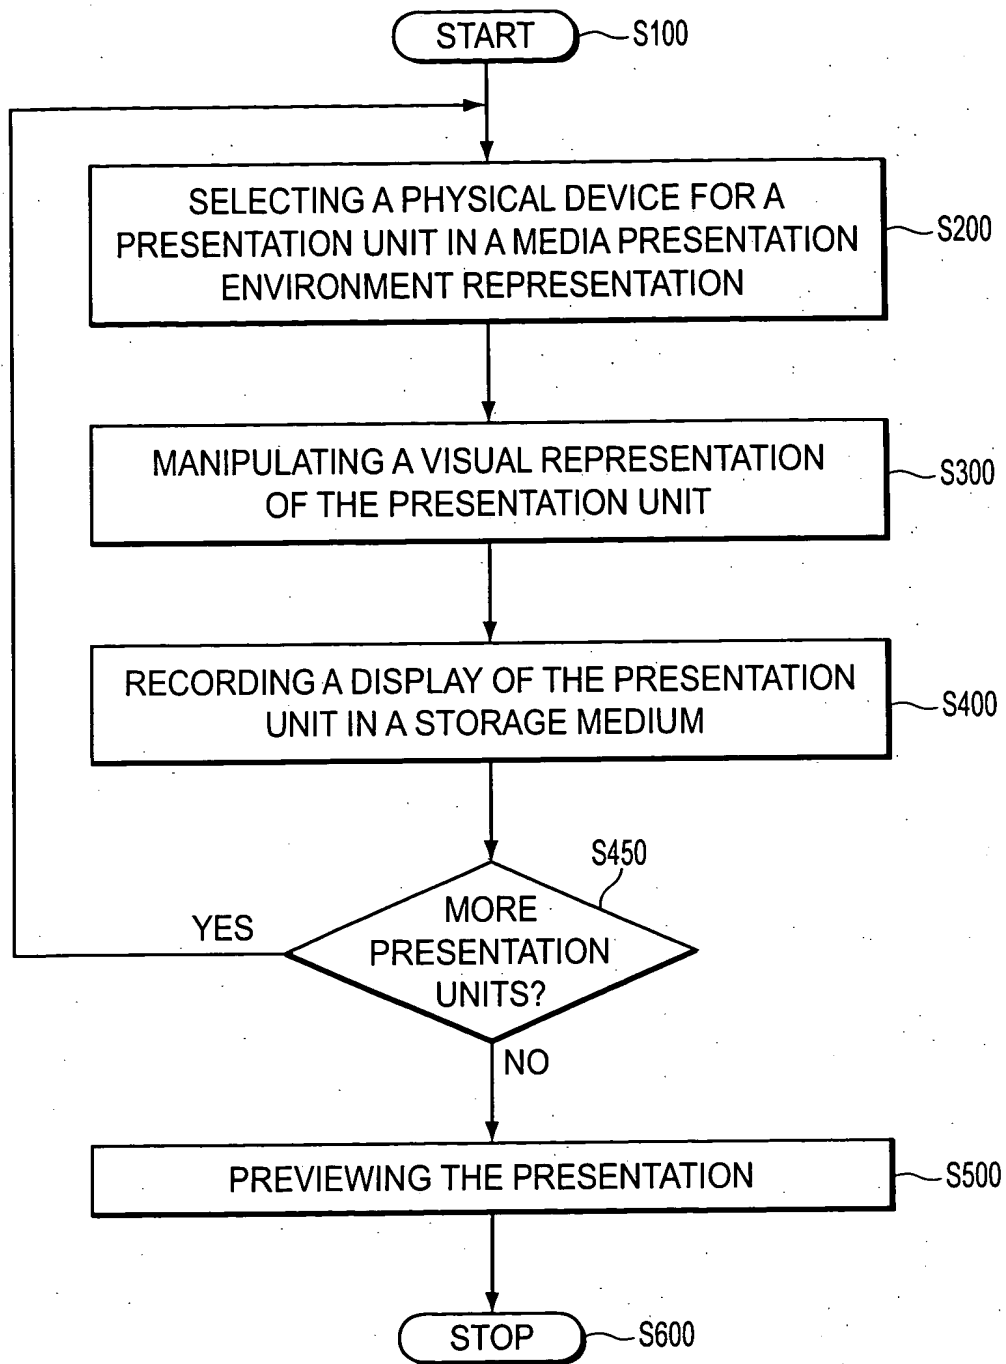 START
S100
SELECTING A PHYSICAL DEVICE FOR A
PRESENTATION UNIT IN A MEDIA PRESENTATION
ENVIRONMENT REPRESENTATION
S200
MANIPULATING A VISUAL REPRESENTATION
OF THE PRESENTATION UNIT
S300
RECORDING A DISPLAY OF THE PRESENTATION
UNIT IN A STORAGE MEDIUM
S400
S450
MORE
PRESENTATION
UNITS?
YES
NO
PREVIEWING THE PRESENTATION
S500
STOP
S600